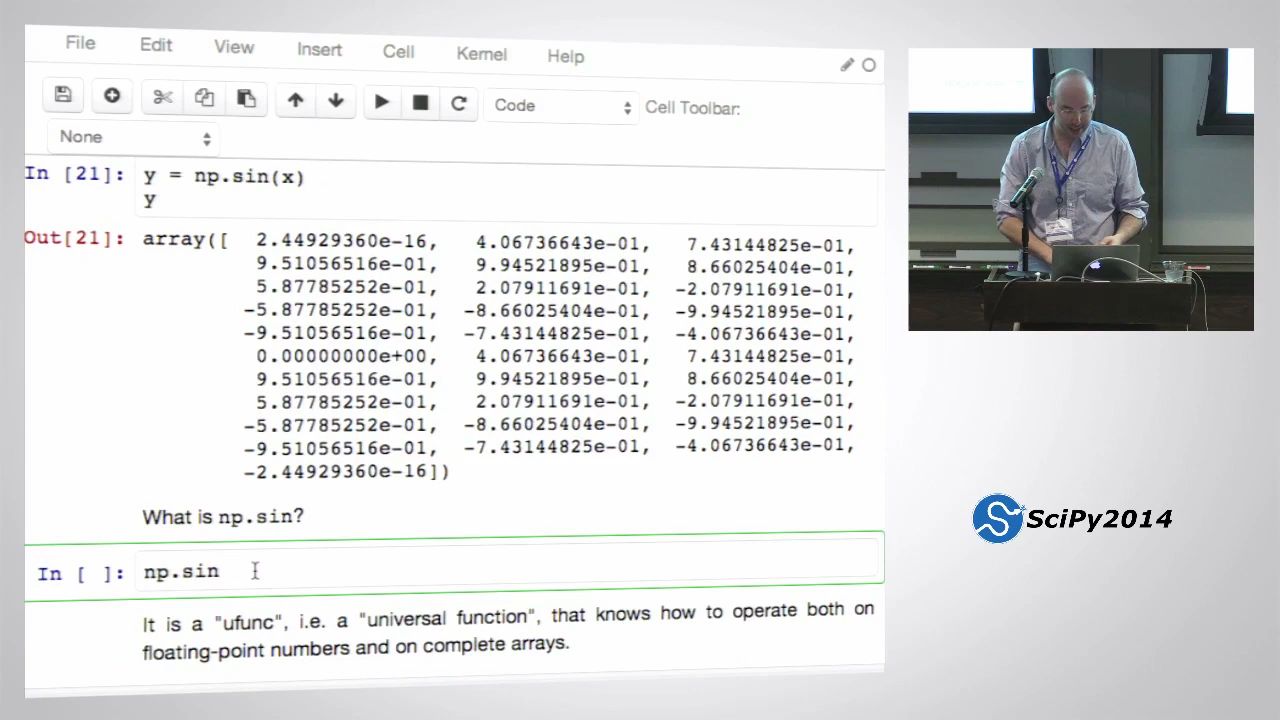 File Edit View Insert Cell Kernel Help
Code Cell Toolbar:
None
In [21]: y = np.sin(x)
y
Out[21]: array([ 2.44929360e-16, 4.06736643e-01, 7.43144825e-01,
9.51056516e-01, 9.94521895e-01, 8.66025404e-01,
5.87785252e-01, 2.07911691e-01, -2.07911691e-01,
-5.87785252e-01, -8.66025404e-01, -9.94521895e-01,
-9.51056516e-01, -7.43144825e-01, -4.06736643e-01,
0.00000000e+00, 4.06736643e-01, 7.43144825e-01,
9.51056516e-01, 9.94521895e-01, 8.66025404e-01,
5.87785252e-01, 2.07911691e-01, -2.07911691e-01,
-5.87785252e-01, -8.66025404e-01, -9.94521895e-01,
-9.51056516e-01, -7.43144825e-01, -4.06736643e-01,
-2.44929360e-16])
What is np.sin?
In [ ]: np.sin
It is a "ufunc", i.e. a "universal function", that knows how to operate both on
floating-point numbers and on complete arrays.
SciPy2014